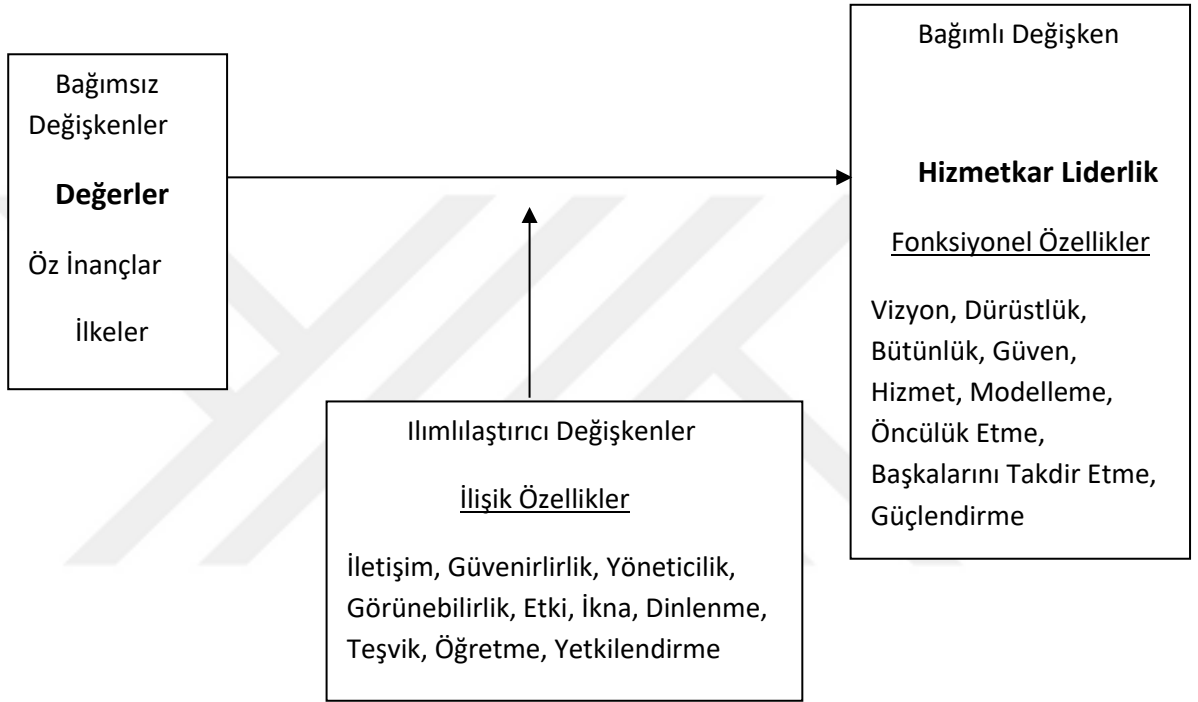 Bağımsız
Değişkenler
Değerler
Öz İnançlar
İlkeler
Bağımlı Değişken
Hizmetkar Liderlik
Fonksiyonel Özellikler
Vizyon, Dürüstlük,
Bütünlük, Güven,
Hizmet, Modelleme,
Öncülük Etme,
Başkalarını Takdir Etme,
Güçlendirme
Ilımlılaştırıcı Değişkenler
İlişik Özellikler
İletişim, Güvenirlirlik, Yöneticilik,
Görünebilirlik, Etki, İkna, Dinlenme,
Teşvik, Öğretme, Yetkilendirme